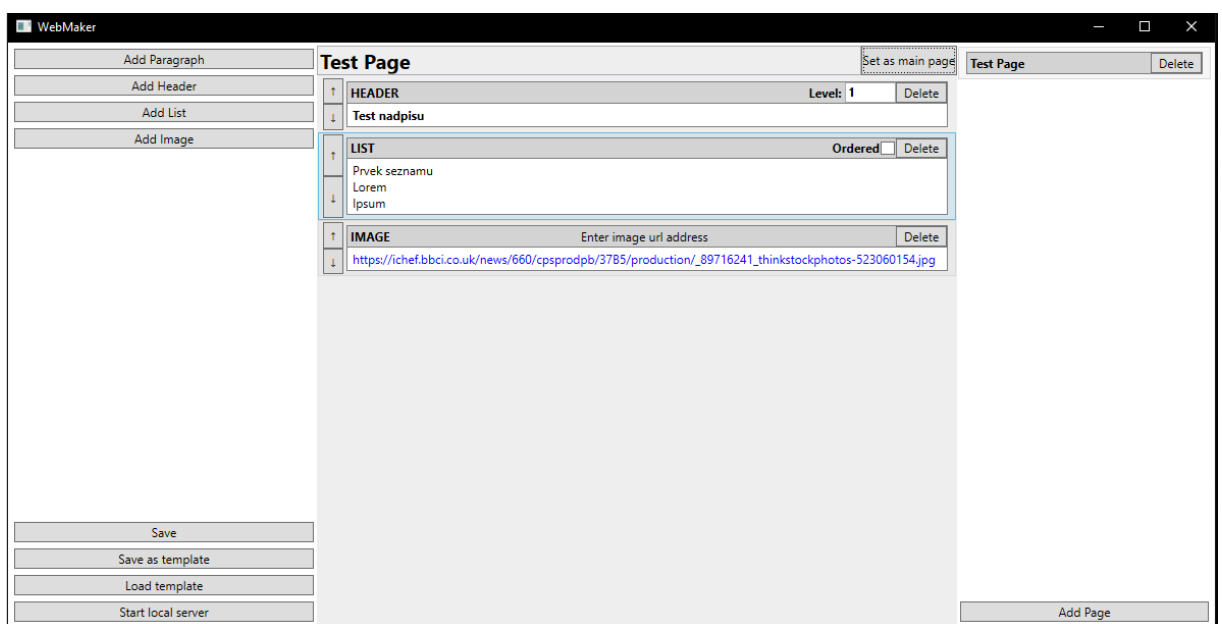 WebMaker
Add Paragraph
Add Header
Add List
Add Image
Save
Save as template
Load template
Start local server
Test Page
Set as main page
↑
HEADER
Level: 1
Delete
↓
Test nadpisu
↑
LIST
Ordered
Delete
↓
Prvek seznamu
Lorem
Ipsum
↑
IMAGE
Enter image url address
Delete
↓
https://ichef.bbci.co.uk/news/660/cpsprodpb/37B5/production/_89716241_thinkstockphotos-523060154.jpg
Test Page
Delete
Add Page